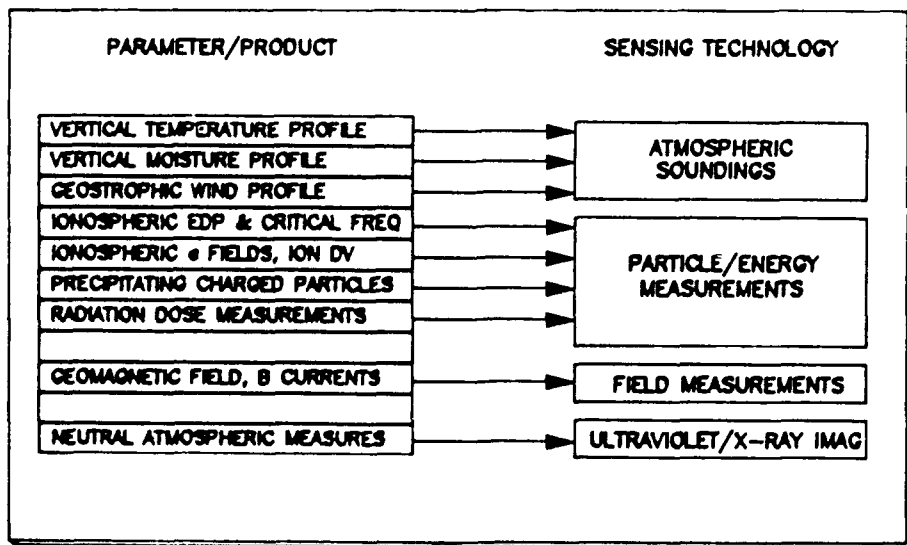 PARAMETER/PRODUCT
SENSING TECHNOLOGY
VERTICAL TEMPERATURE PROFILE
VERTICAL MOISTURE PROFILE
GEOSTROPHIC WIND PROFILE
IONOSPHERIC EDP & CRITICAL FREQ
IONOSPHERIC e FIELDS, ION DV
PRECIPITATING CHARGED PARTICLES
RADIATION DOSE MEASUREMENTS
GEOMAGNETIC FIELD, B CURRENTS
NEUTRAL ATMOSPHERIC MEASURES
ATMOSPHERIC
SOUNDINGS
PARTICLE/ENERGY
MEASUREMENTS
FIELD MEASUREMENTS
ULTRAVIOLET/X-RAY IMAG